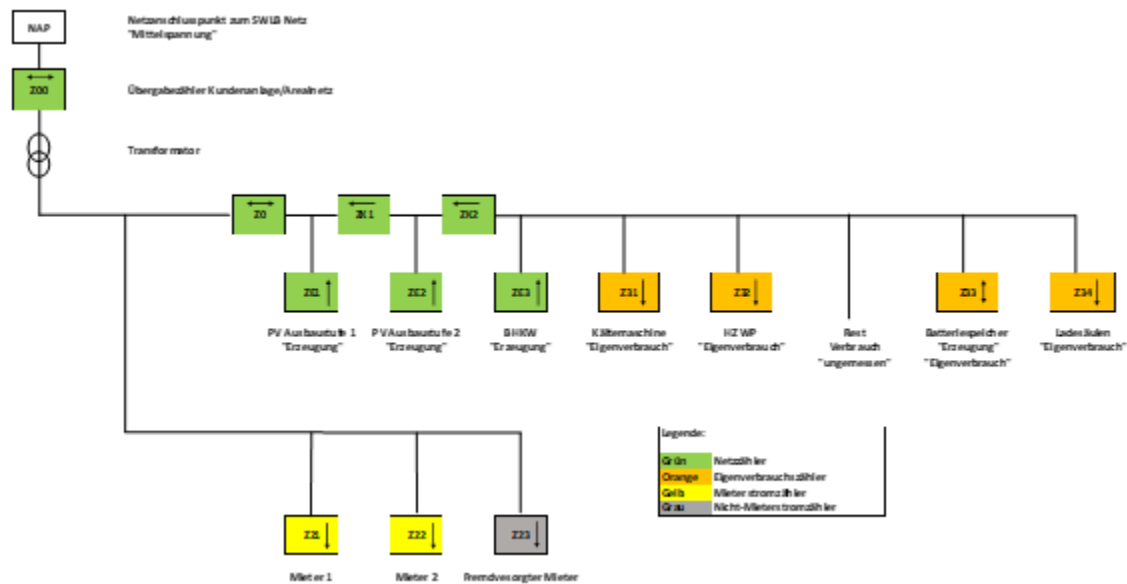 NAP
Netzanschlusspunkt zum SWLB Netz
"Mittelspannung"
Z00
Übergabezähler Kundenanlage/Arealnetz
Transformator
Z0
ZK1
ZK2
ZE1
ZE2
ZE3
Z31
Z32
Z33
Z34
PV Ausbaustufe 1
"Erzeugung"
PV Ausbaustufe 2
"Erzeugung"
BHKW
"Erzeugung"
Kältemaschine
"Eigenverbrauch"
HZ WP
"Eigenverbrauch"
Rest
Verbrauch
"ungemessen"
Batteriespeicher
"Erzeugung"
"Eigenverbrauch"
Ladesäulen
"Eigenverbrauch"
Legende:
Grün Netzzähler
Orange Eigenverbrauchszähler
Gelb Mieterstromzähler
Grau Nicht-Mieterstromzähler
Z21
Z22
Z23
Mieter 1
Mieter 2
Fremdversorgter Mieter